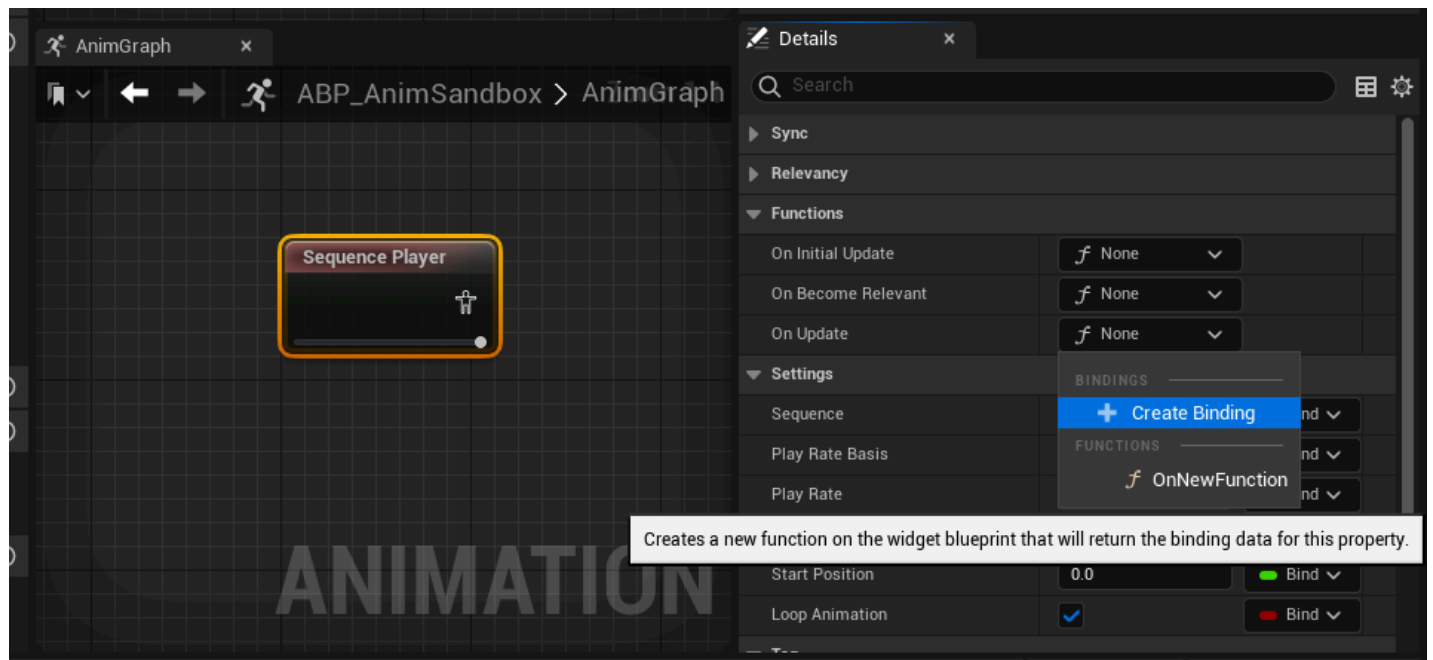 AnimGraph
ABP_AnimSandbox > AnimGraph
Sequence Player
ANIMATION
Details
Search
Sync
Relevancy
Functions
On Initial Update None
On Become Relevant None
On Update None
BINDINGS
Create Binding
FUNCTIONS
OnNewFunction
Settings
Sequence nd
Play Rate Basis nd
Play Rate nd
Creates a new function on the widget blueprint that will return the binding data for this property.
Start Position 0.0 Bind
Loop Animation Bind